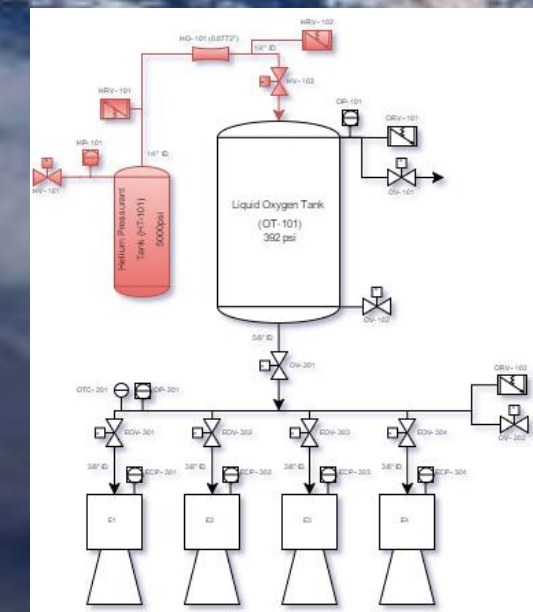 HRV-102
HO-101 (0.0772")
1/4" ID
HV-102
HRV-101
OP-101
ORV-101
HP-101
1/4" ID
HV-101
OV-101
Helium Pressurant
Tank (HT-101)
5000psi
Liquid Oxygen Tank
(OT-101)
392 psi
OV-102
5/8" ID
OV-201
OTC-201
OP-201
ORV-102
EOV-301
EOV-302
EOV-303
EOV-304
OV-202
3/8" ID
ECP-301
3/8" ID
ECP-302
3/8" ID
ECP-303
3/8" ID
ECP-304
E1
E2
E3
E4